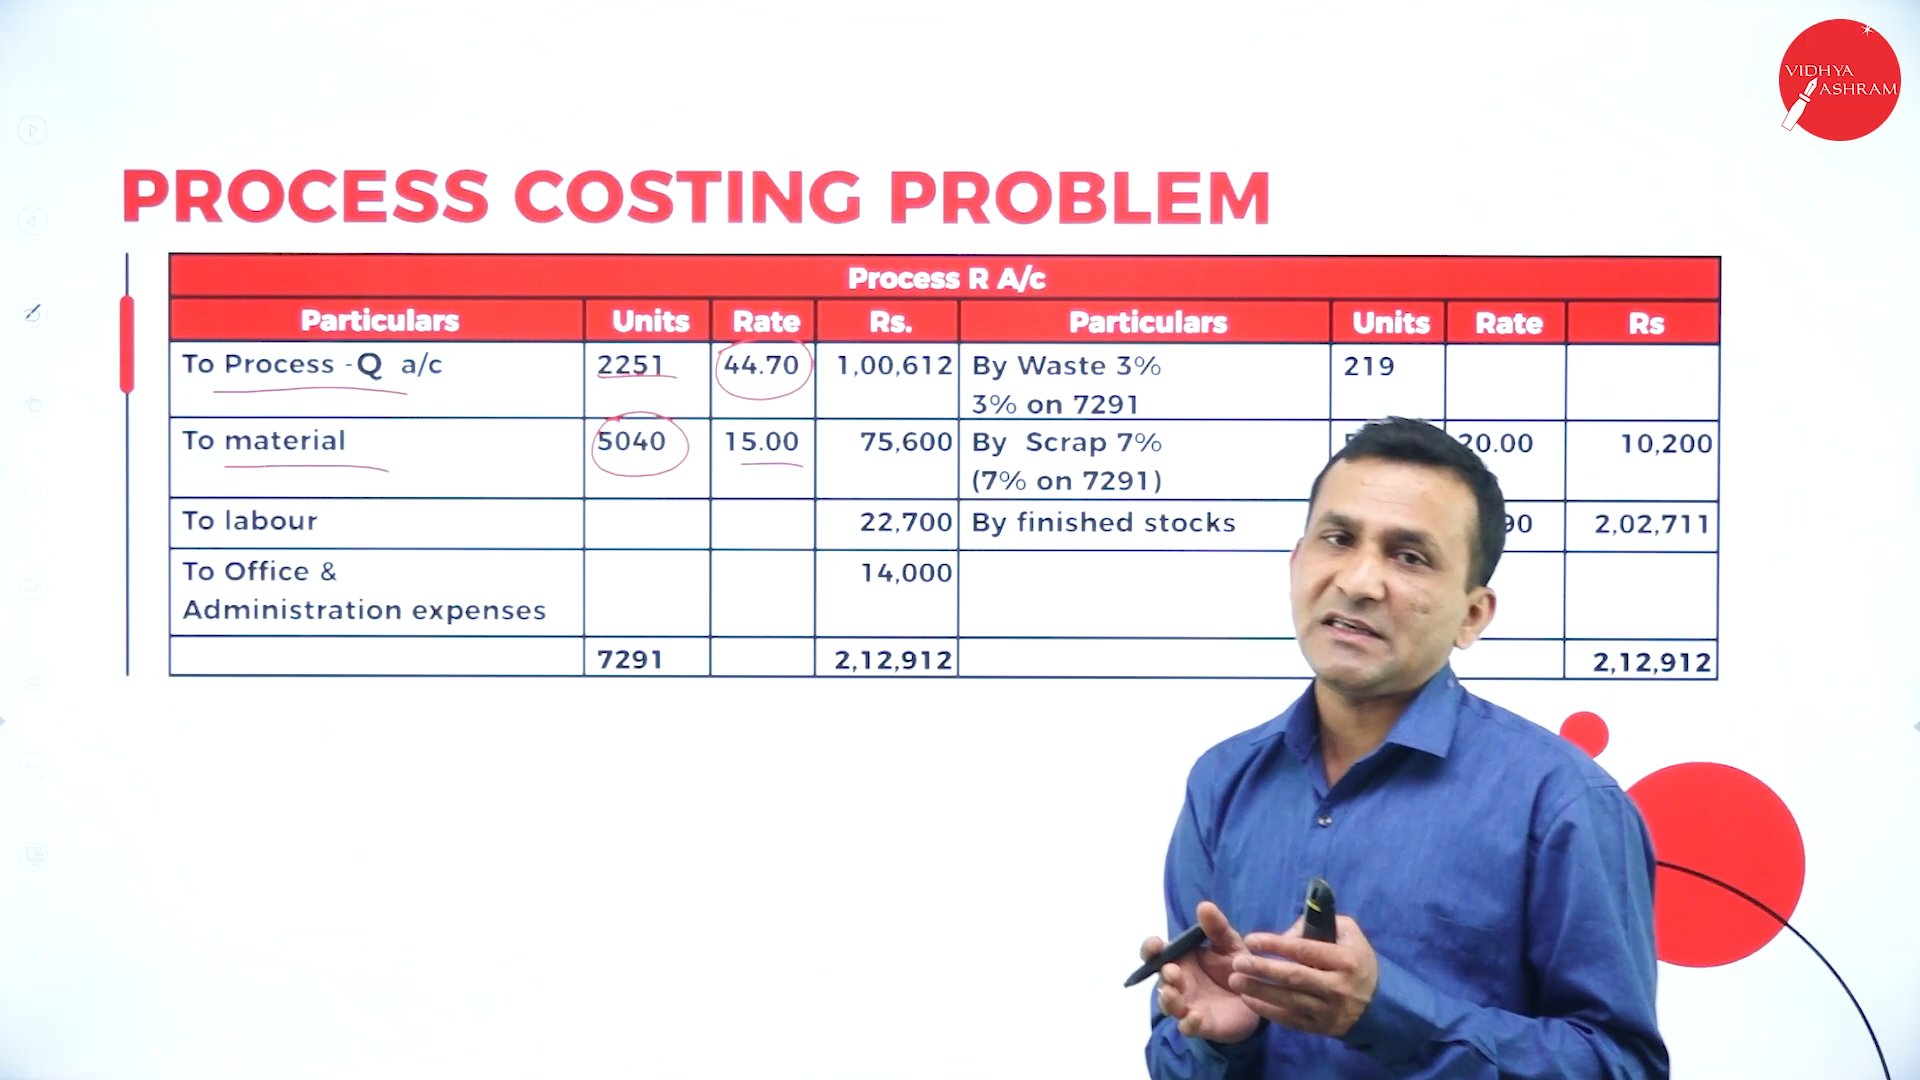 VIDHYA
ASHRAM
PROCESS COSTING PROBLEM
Process R A/c
Particulars Units Rate Rs. Particulars Units Rate Rs
To Process -Q a/c 2251 44.70 1,00,612 By Waste 3% 219
3% on 7291
To material 5040 15.00 75,600 By Scrap 7% 20.00 10,200
(7% on 7291)
To labour 22,700 By finished stocks 90 2,02,711
To Office & 14,000
Administration expenses
7291 2,12,912 2,12,912